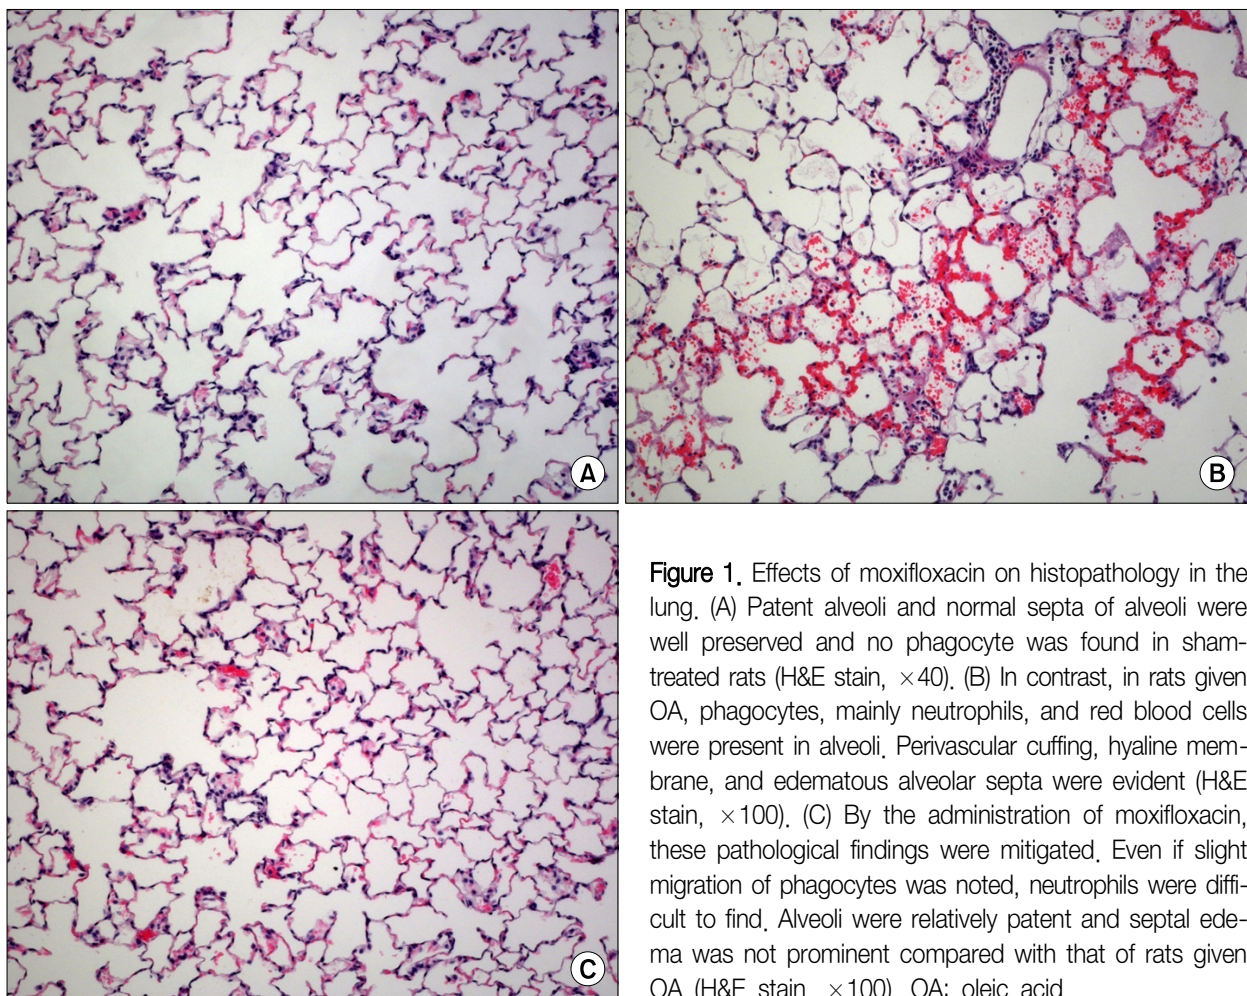 A
B
C
Figure 1. Effects of moxifloxacin on histopathology in the
lung. (A) Patent alveoli and normal septa of alveoli were
well preserved and no phagocyte was found in sham-
treated rats (H&E stain, ×40). (B) In contrast, in rats given
OA, phagocytes, mainly neutrophils, and red blood cells
were present in alveoli. Perivascular cuffing, hyaline mem-
brane, and edematous alveolar septa were evident (H&E
stain, ×100). (C) By the administration of moxifloxacin,
these pathological findings were mitigated. Even if slight
migration of phagocytes was noted, neutrophils were diffi-
cult to find. Alveoli were relatively patent and septal ede-
ma was not prominent compared with that of rats given
OA (H&E stain, ×100). OA: oleic acid